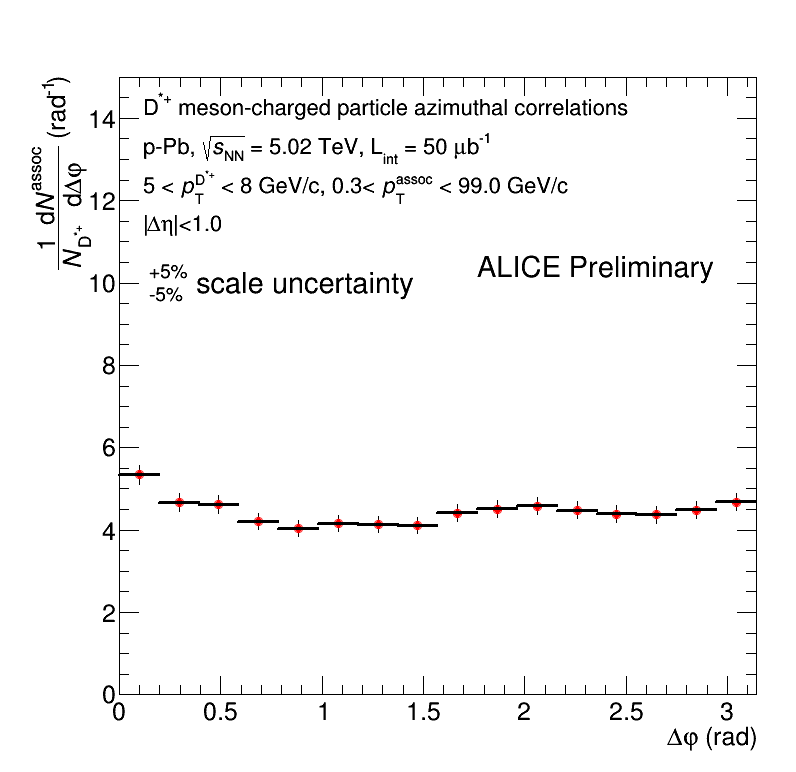 D*+ meson-charged particle azimuthal correlations
p-Pb, √sNN = 5.02 TeV, Lint = 50 μb-1
5 < pTD*+ < 8 GeV/c, 0.3< pTassoc < 99.0 GeV/c
|Δη|<1.0
+5%
-5% scale uncertainty
ALICE Preliminary
1 dNassoc
ND*+ dΔφ (rad-1)
14
12
10
8
6
4
2
0
0 0.5 1 1.5 2 2.5 3
Δφ (rad)